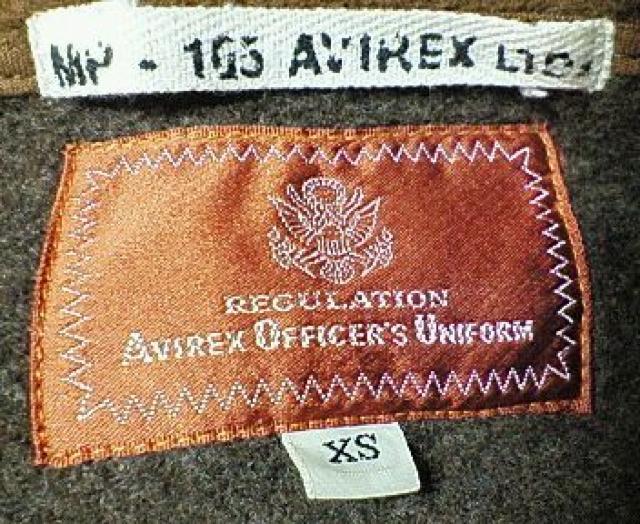 MP - 105 AVIREX LTD.
REGULATION
AVIREX OFFICER'S UNIFORM
XS